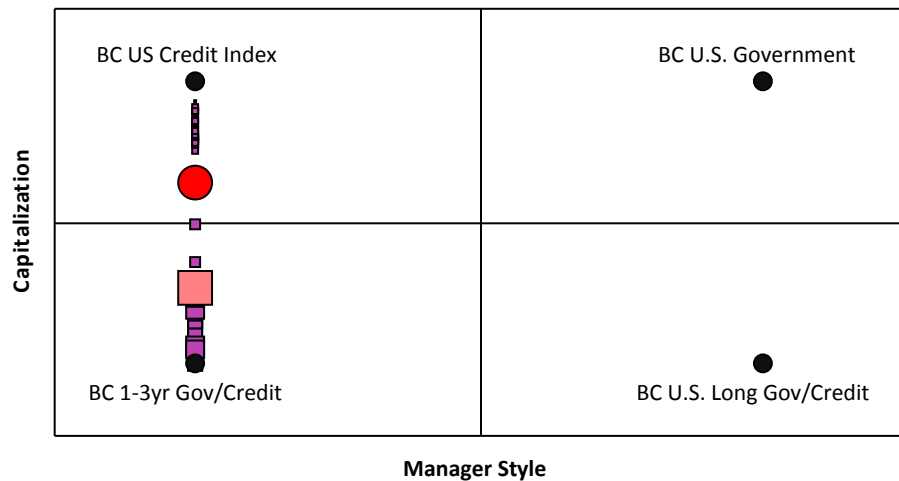 BC US Credit Index
BC U.S. Government
Capitalization
BC 1-3yr Gov/Credit
BC U.S. Long Gov/Credit
Manager Style